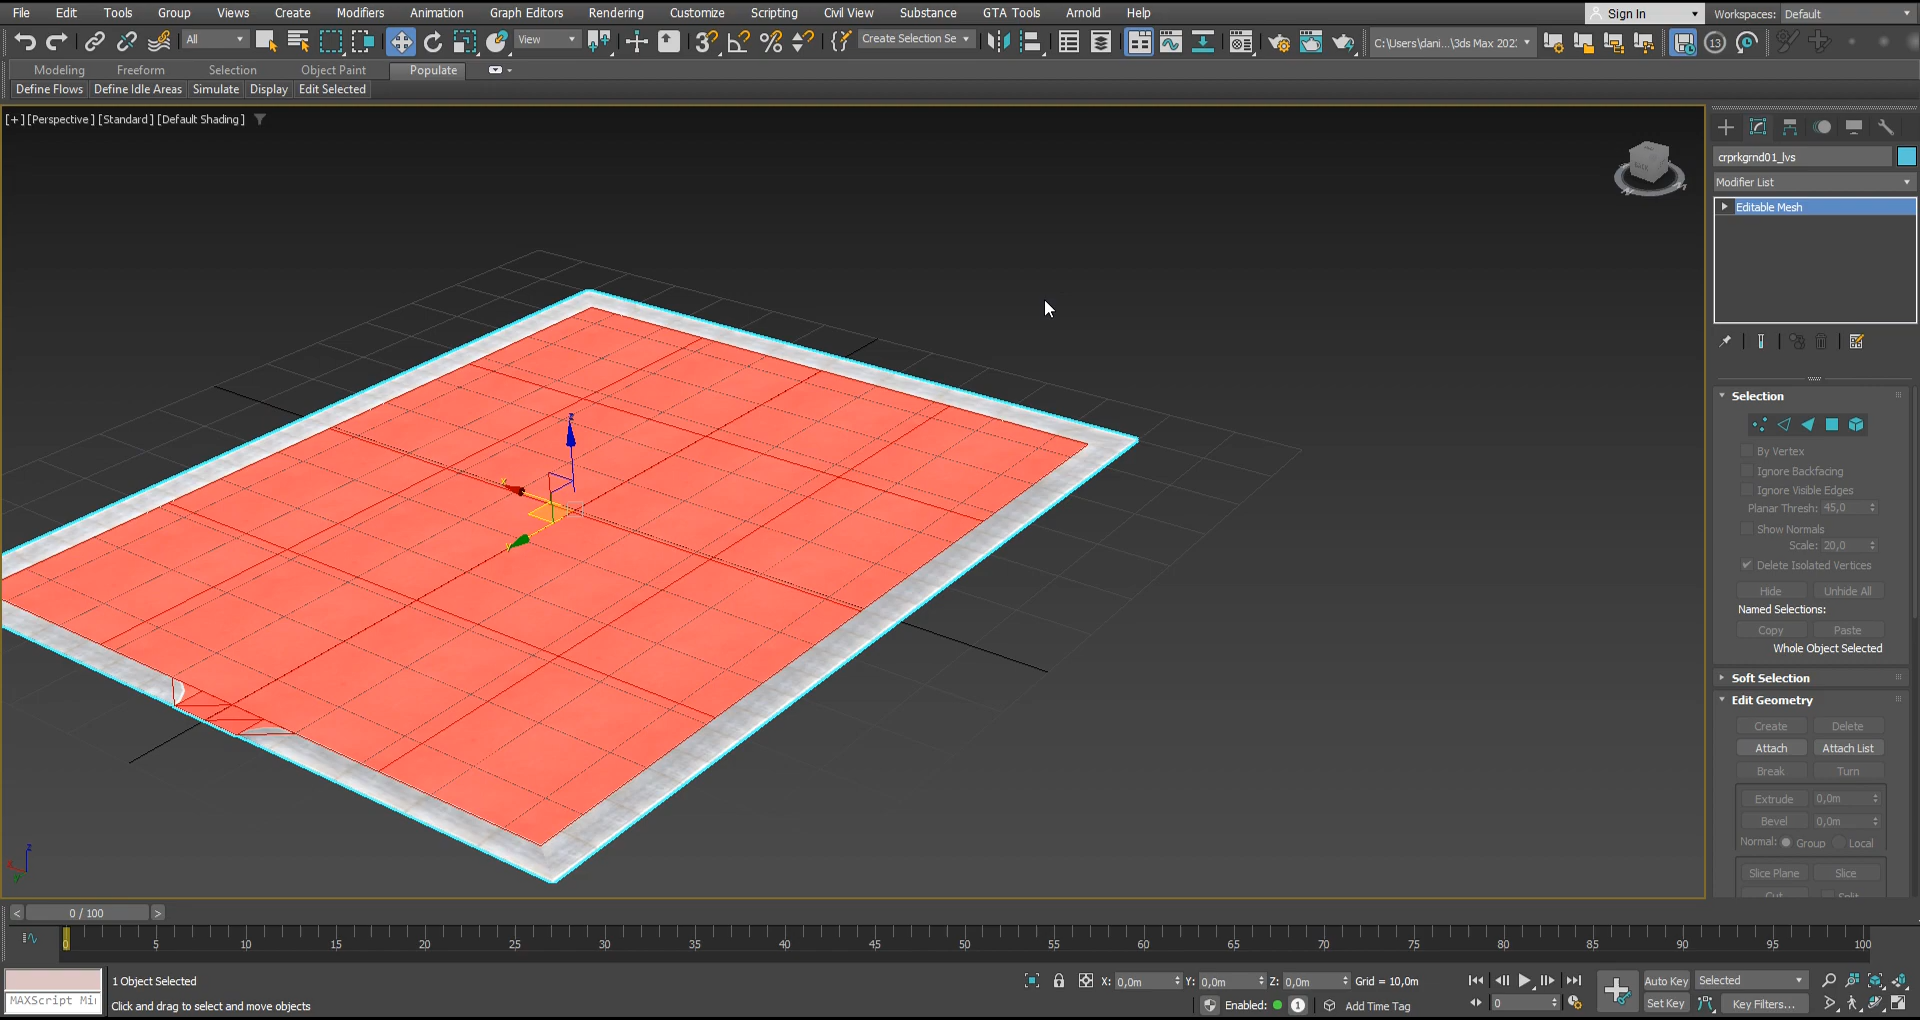 File Edit Tools Group Views Create Modifiers Animation Graph Editors Rendering Customize Scripting Civil View Substance GTA Tools Arnold Help Sign In Workspaces: Default
All View Create Selection Se C:\Users\dani...\3ds Max 202 13
Modeling Freeform Selection Object Paint Populate
Define Flows Define Idle Areas Simulate Display Edit Selected
[+] [Perspective] [Standard] [Default Shading]
crprkgrnd01_lvs
Modifier List
Editable Mesh
Selection
By Vertex
Ignore Backfacing
Ignore Visible Edges
Planar Thresh: 45,0
Show Normals
Scale: 20,0
Delete Isolated Vertices
Hide Unhide All
Named Selections:
Copy Paste
Whole Object Selected
Soft Selection
Edit Geometry
Create Delete
Attach Attach List
Break Turn
Extrude 0,0m
Bevel 0,0m
Normal: Group Local
Slice Plane Slice
Cut Split
z
z
x
y
< 0 / 100 >
0 5 10 15 20 25 30 35 40 45 50 55 60 65 70 75 80 85 90 95 100
1 Object Selected X: 0,0m Y: 0,0m Z: 0,0m Grid = 10,0m Auto Key Selected
MAXScript Mi Click and drag to select and move objects Enabled: 1 Add Time Tag 0 Set Key Key Filters...